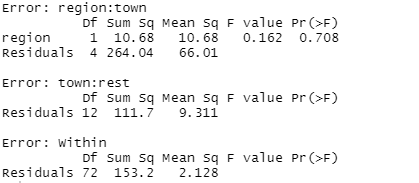 Error: region:town
Df Sum Sq Mean Sq F value Pr(>F)
region 1 10.68 10.68 0.162 0.708
Residuals 4 264.04 66.01
Error: town:rest
Df Sum Sq Mean Sq F value Pr(>F)
Residuals 12 111.7 9.311
Error: Within
Df Sum Sq Mean Sq F value Pr(>F)
Residuals 72 153.2 2.128